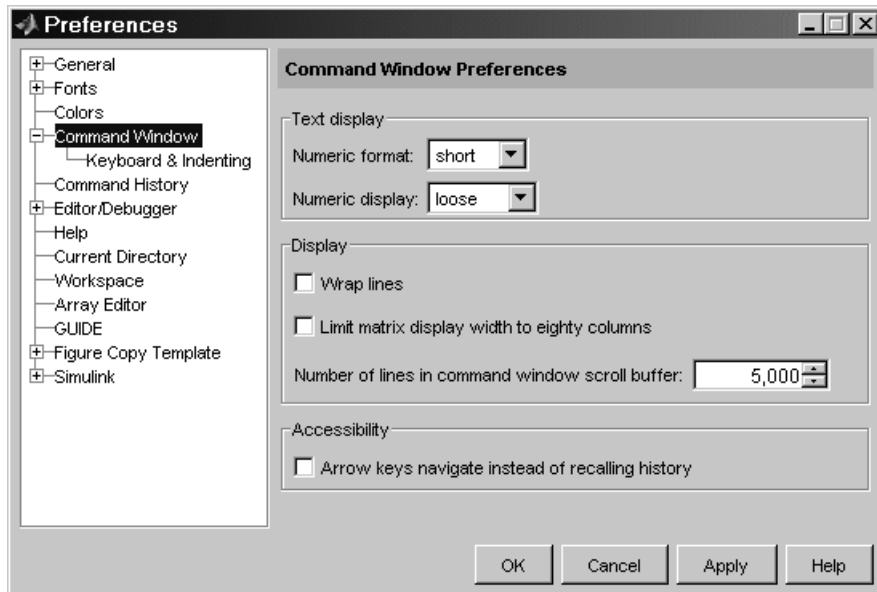 Preferences
General
Fonts
Colors
Command Window
Keyboard & Indenting
Command History
Editor/Debugger
Help
Current Directory
Workspace
Array Editor
GUIDE
Figure Copy Template
Simulink
Command Window Preferences
Text display
Numeric format: short
Numeric display: loose
Display
Wrap lines
Limit matrix display width to eighty columns
Number of lines in command window scroll buffer: 5,000
Accessibility
Arrow keys navigate instead of recalling history
OK Cancel Apply Help